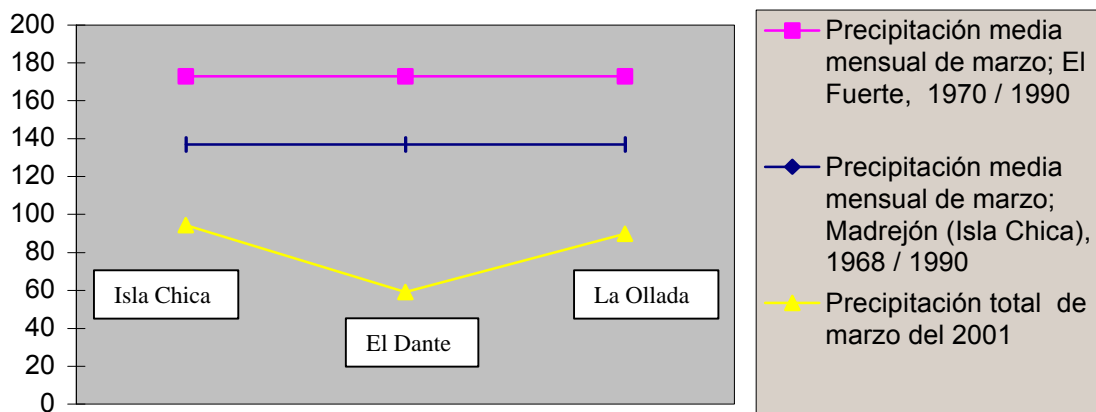 200
180
160
140
120
100
80
60
40
20
0
Isla Chica
El Dante
La Ollada
Precipitación media
mensual de marzo; El
Fuerte,  1970 / 1990
Precipitación media
mensual de marzo;
Madrejón (Isla Chica),
1968 / 1990
Precipitación total  de
marzo del 2001